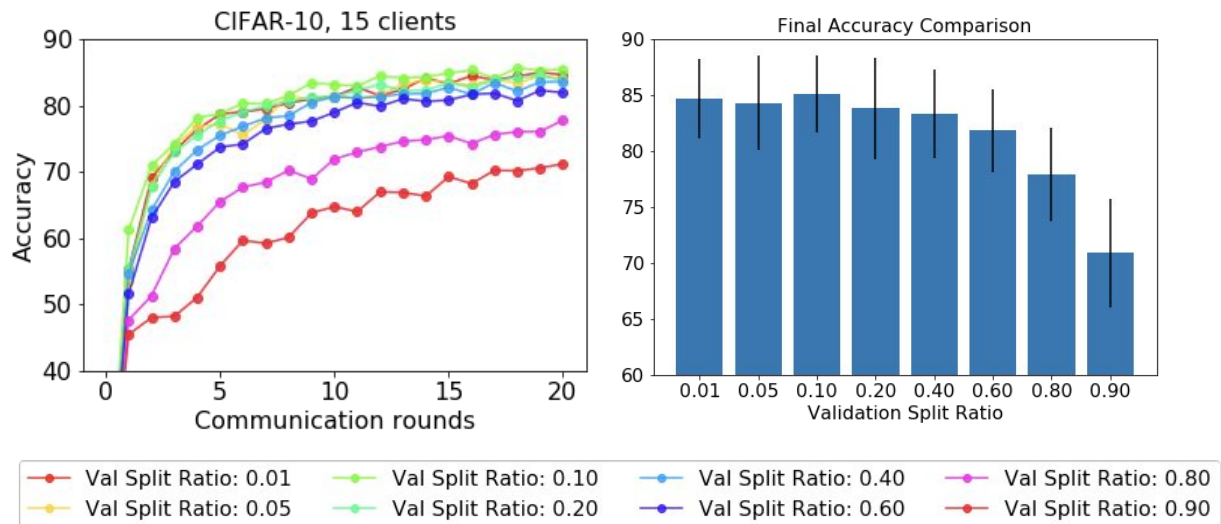 CIFAR-10, 15 clients
90
80
70
60
50
40
Accuracy
0 5 10 15 20
Communication rounds
Final Accuracy Comparison
90
85
80
75
70
65
60
0.01 0.05 0.10 0.20 0.40 0.60 0.80 0.90
Validation Split Ratio
Val Split Ratio: 0.01
Val Split Ratio: 0.05
Val Split Ratio: 0.10
Val Split Ratio: 0.20
Val Split Ratio: 0.40
Val Split Ratio: 0.60
Val Split Ratio: 0.80
Val Split Ratio: 0.90